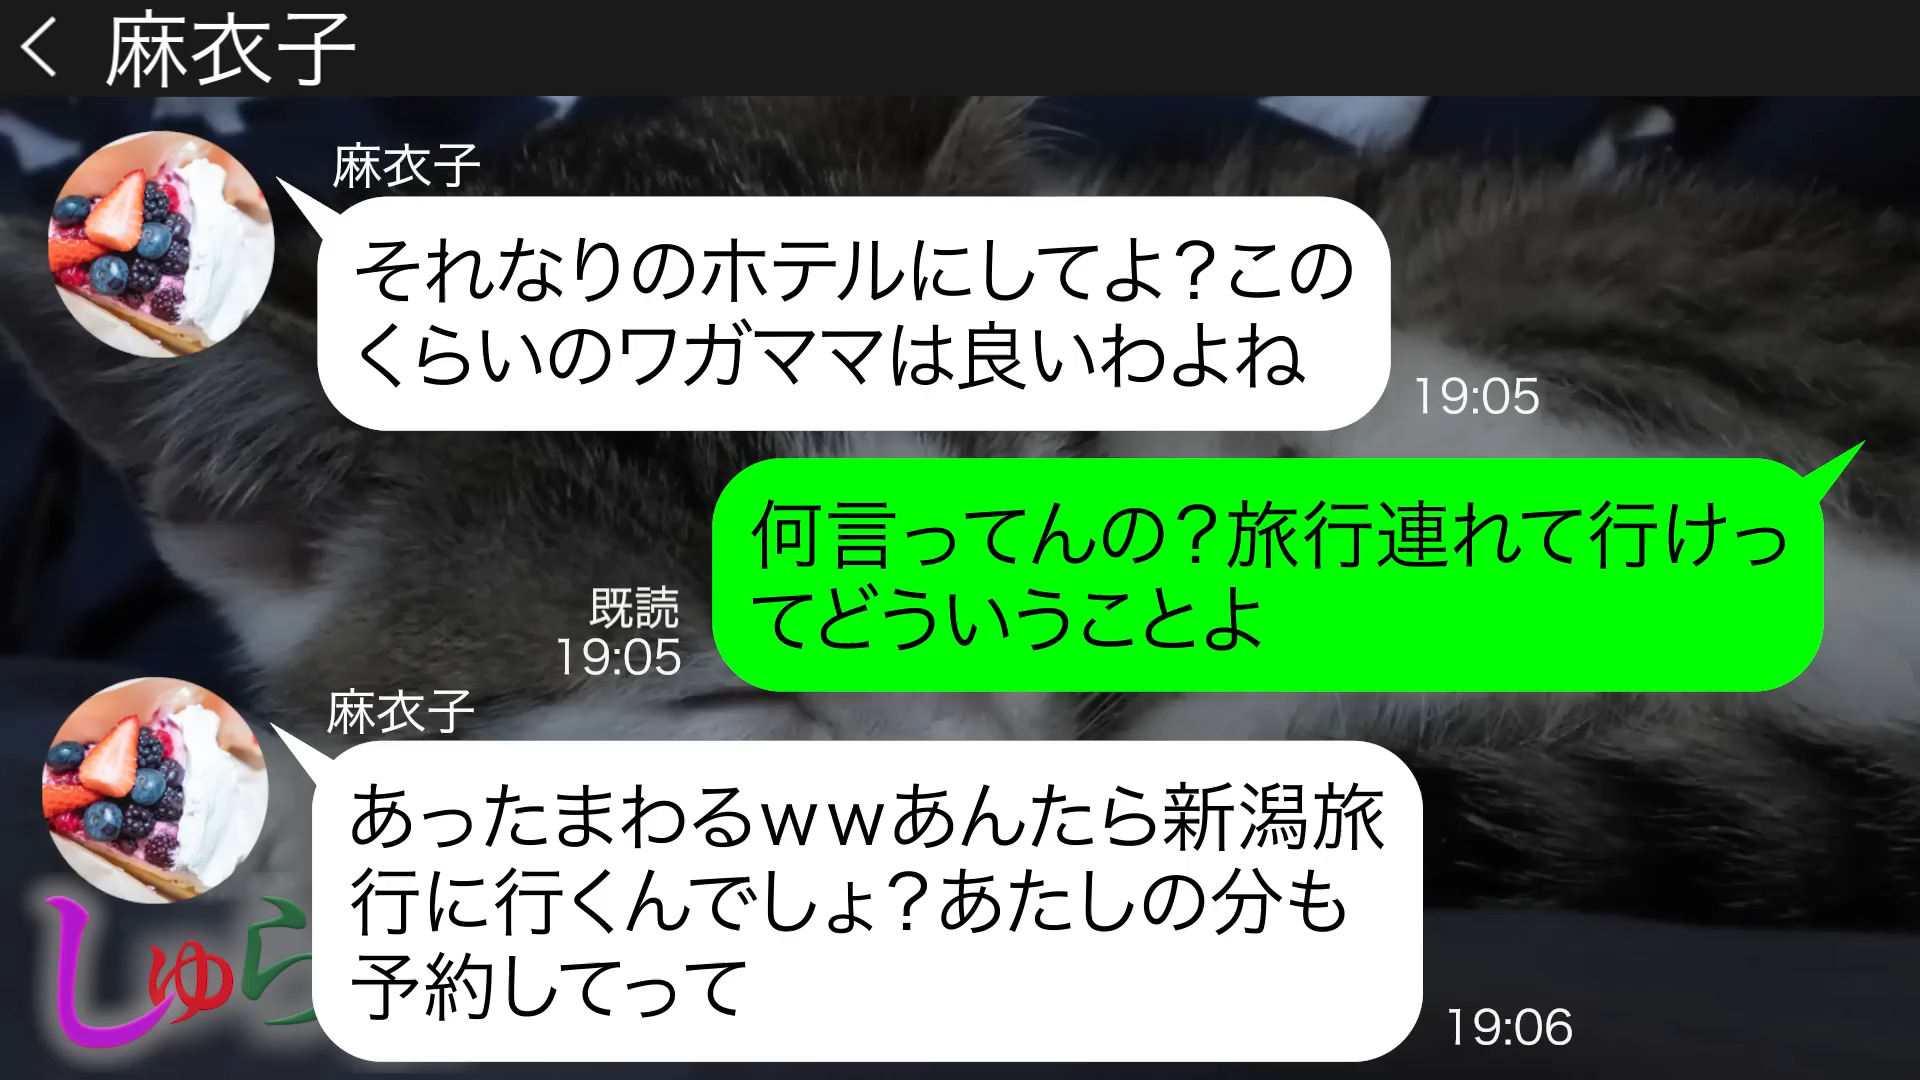 麻衣子
麻衣子
それなりのホテルにしてよ？この
くらいのワガママは良いわよね
19:05
何言ってんの？旅行連れて行けっ
てどういうことよ
既読
19:05
麻衣子
あったまわるｗｗあんたら新潟旅
行に行くんでしょ？あたしの分も
予約してって
19:06
しゅら